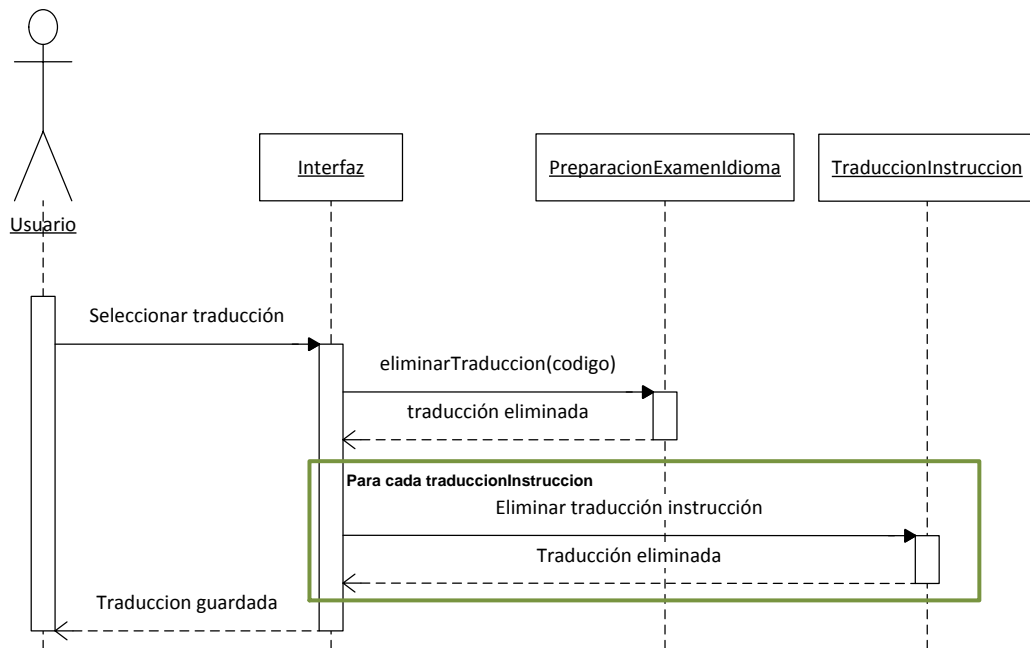 Interfaz
PreparacionExamenIdioma
TraduccionInstruccion
Usuario
Seleccionar traducción
eliminarTraduccion(codigo)
traducción eliminada
Para cada traduccionInstruccion
Eliminar traducción instrucción
Traducción eliminada
Traduccion guardada